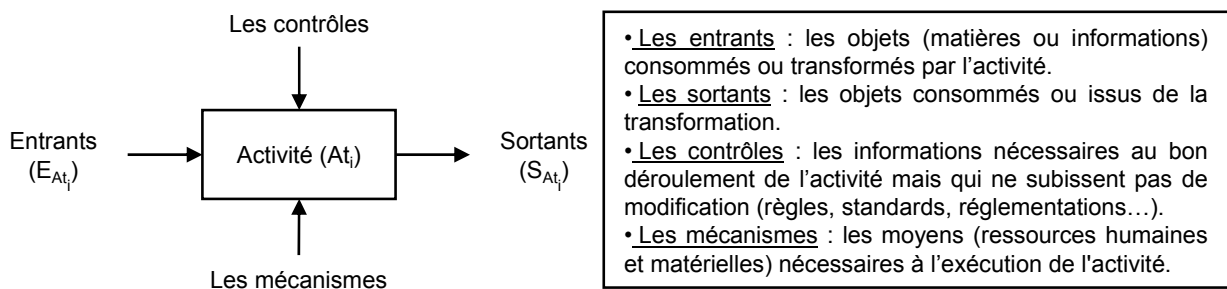 Les contrôles
Entrants
(E_At_i)
Activité (At_i)
Sortants
(S_At_i)
Les mécanismes
• Les entrants : les objets (matières ou informations)
consommés ou transformés par l’activité.
• Les sortants : les objets consommés ou issus de la
transformation.
• Les contrôles : les informations nécessaires au bon
déroulement de l’activité mais qui ne subissent pas de
modification (règles, standards, réglementations…).
• Les mécanismes : les moyens (ressources humaines
et matérielles) nécessaires à l’exécution de l'activité.